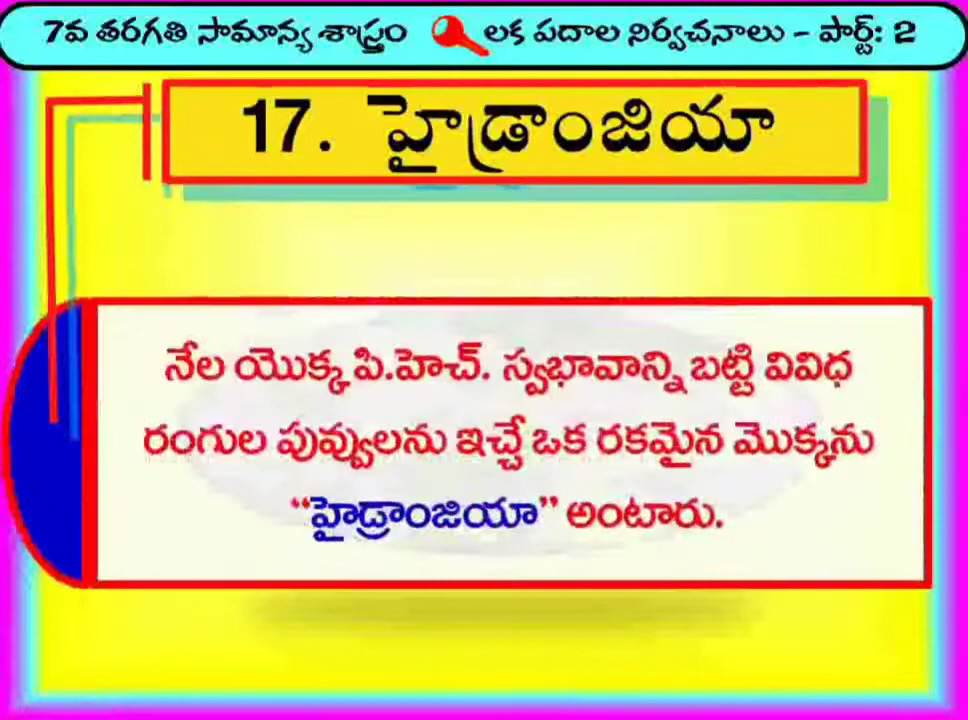 7వ తరగతి సామాన్య శాస్త్రం లక పదాల నిర్వచనాలు - పార్ట్: 2
17. హైడ్రాంజియా
నేల యొక్క పి.హెచ్. స్వభావాన్ని బట్టి వివిధ
రంగుల పువ్వులను ఇచ్చే ఒక రకమైన మొక్కను
“హైడ్రాంజియా” అంటారు.